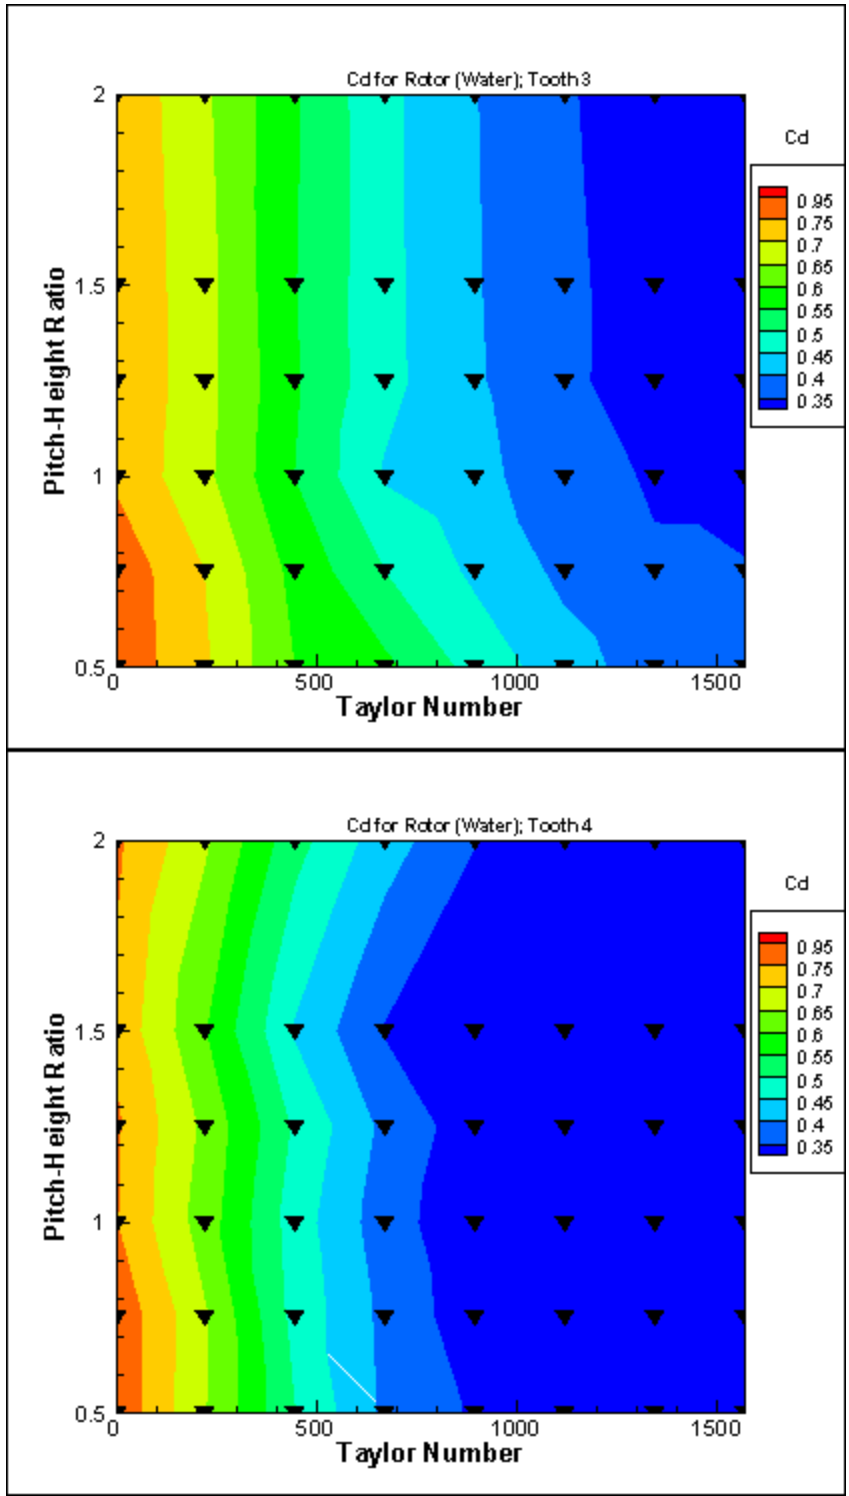 Cd for Rotor (Water); Tooth 3
Cd
0.95
0.75
0.7
0.65
0.6
0.55
0.5
0.45
0.4
0.35
Pitch-Height Ratio
2
1.5
1
0.5
0 500 1000 1500
Taylor Number
Cd for Rotor (Water); Tooth 4
Cd
0.95
0.75
0.7
0.65
0.6
0.55
0.5
0.45
0.4
0.35
Pitch-Height Ratio
2
1.5
1
0.5
0 500 1000 1500
Taylor Number